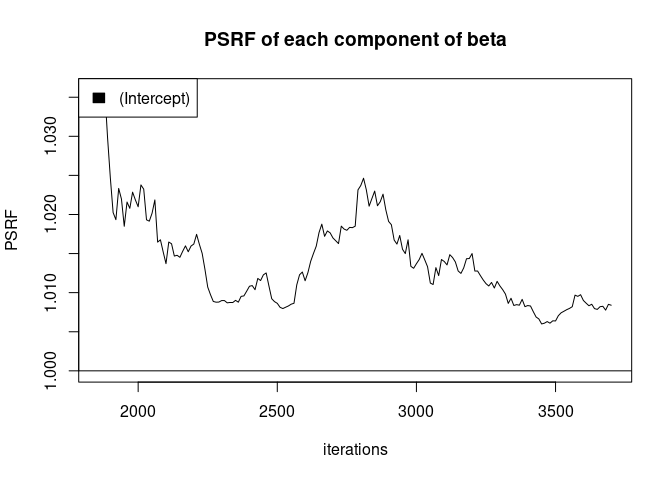 PSRF of each component of beta
(Intercept)
PSRF
1.030
1.020
1.010
1.000
2000 2500 3000 3500
iterations